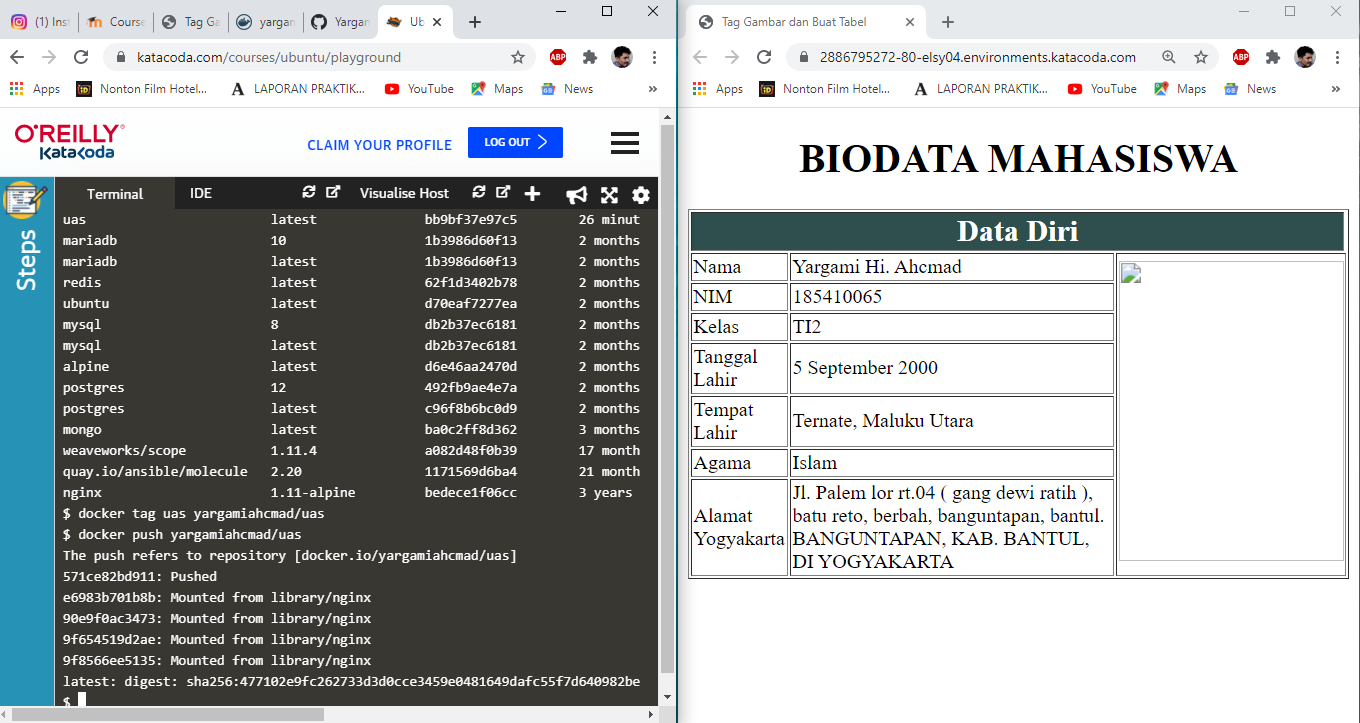 (1) Inst
Course
Tag Ga
yargan
Yargan
Ub
katacoda.com/courses/ubuntu/playground
ABP
Apps
Nonton Film Hotel...
LAPORAN PRAKTIK...
YouTube
Maps
News
»
O'REILLY
KataKoda
CLAIM YOUR PROFILE
LOG OUT
Steps
Terminal
IDE
Visualise Host
uas latest bb9bf37e97c5 26 minut
mariadb 10 1b3986d60f13 2 months
mariadb latest 1b3986d60f13 2 months
redis latest 62f1d3402b78 2 months
ubuntu latest d70eaf7277ea 2 months
mysql 8 db2b37ec6181 2 months
mysql latest db2b37ec6181 2 months
alpine latest d6e46aa2470d 2 months
postgres 12 492fb9ae4e7a 2 months
postgres latest c96f8b6bc0d9 2 months
mongo latest ba0c2ff8d362 3 months
weaveworks/scope 1.11.4 a082d48f0b39 17 month
quay.io/ansible/molecule 2.20 1171569d6ba4 21 month
nginx 1.11-alpine bedece1f06cc 3 years
$ docker tag uas yargamiahcmad/uas
$ docker push yargamiahcmad/uas
The push refers to repository [docker.io/yargamiahcmad/uas]
571ce82bd911: Pushed
e6983b701b8b: Mounted from library/nginx
90e9f0ac3473: Mounted from library/nginx
9f654519d2ae: Mounted from library/nginx
9f8566ee5135: Mounted from library/nginx
latest: digest: sha256:477102e9fc262733d3d0cce3459e0481649dafc55f7d640982be
$
Tag Gambar dan Buat Tabel
2886795272-80-elsy04.environments.katacoda.com
ABP
Apps
Nonton Film Hotel...
LAPORAN PRAKTIK...
YouTube
Maps
News
»
BIODATA MAHASISWA
Data Diri
Nama
Yargami Hi. Ahcmad
NIM
185410065
Kelas
TI2
Tanggal
Lahir
5 September 2000
Tempat
Lahir
Ternate, Maluku Utara
Agama
Islam
Alamat
Yogyakarta
Jl. Palem lor rt.04 ( gang dewi ratih ),
batu reto, berbah, banguntapan, bantul.
BANGUNTAPAN, KAB. BANTUL,
DI YOGYAKARTA